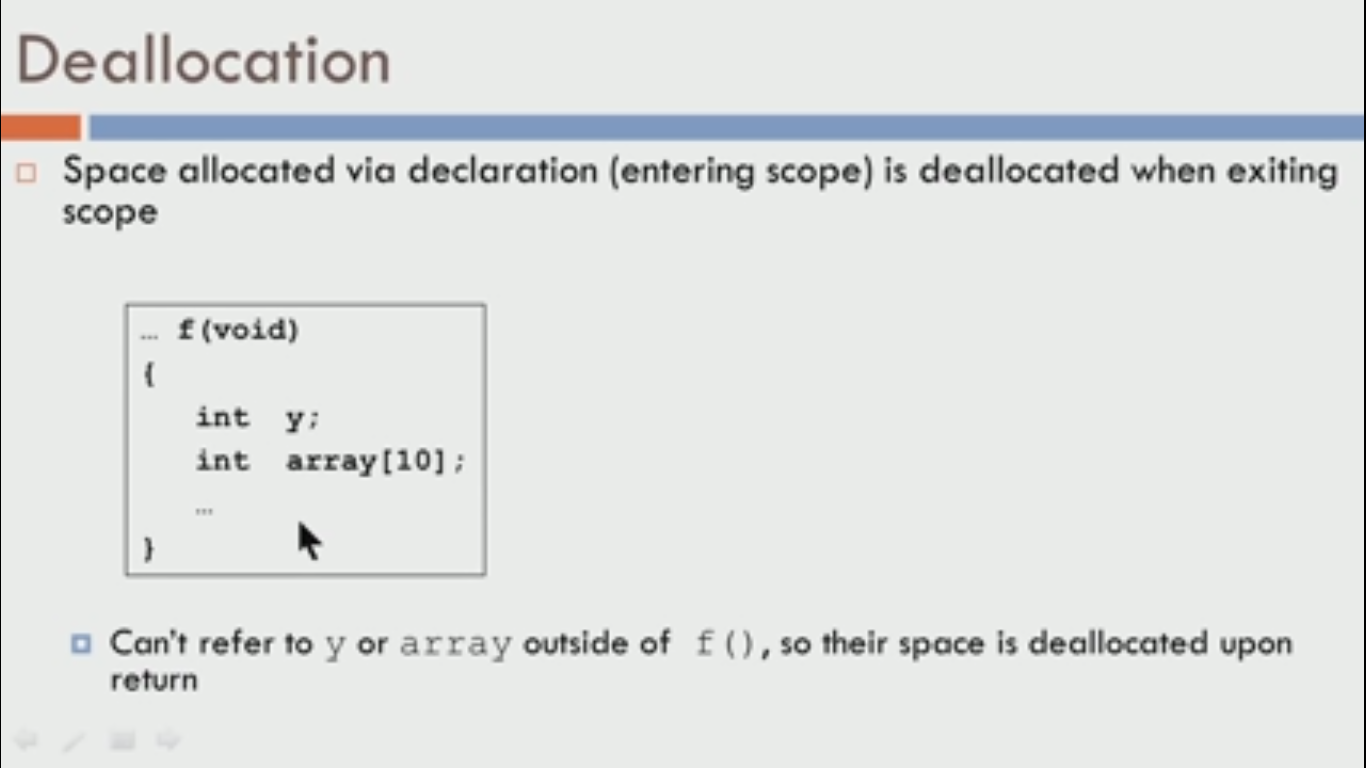 Deallocation
Space allocated via declaration (entering scope) is deallocated when exiting
scope
… f(void)
{
int y;
int array[10];
…
}
Can't refer to y or array outside of f(), so their space is deallocated upon
return